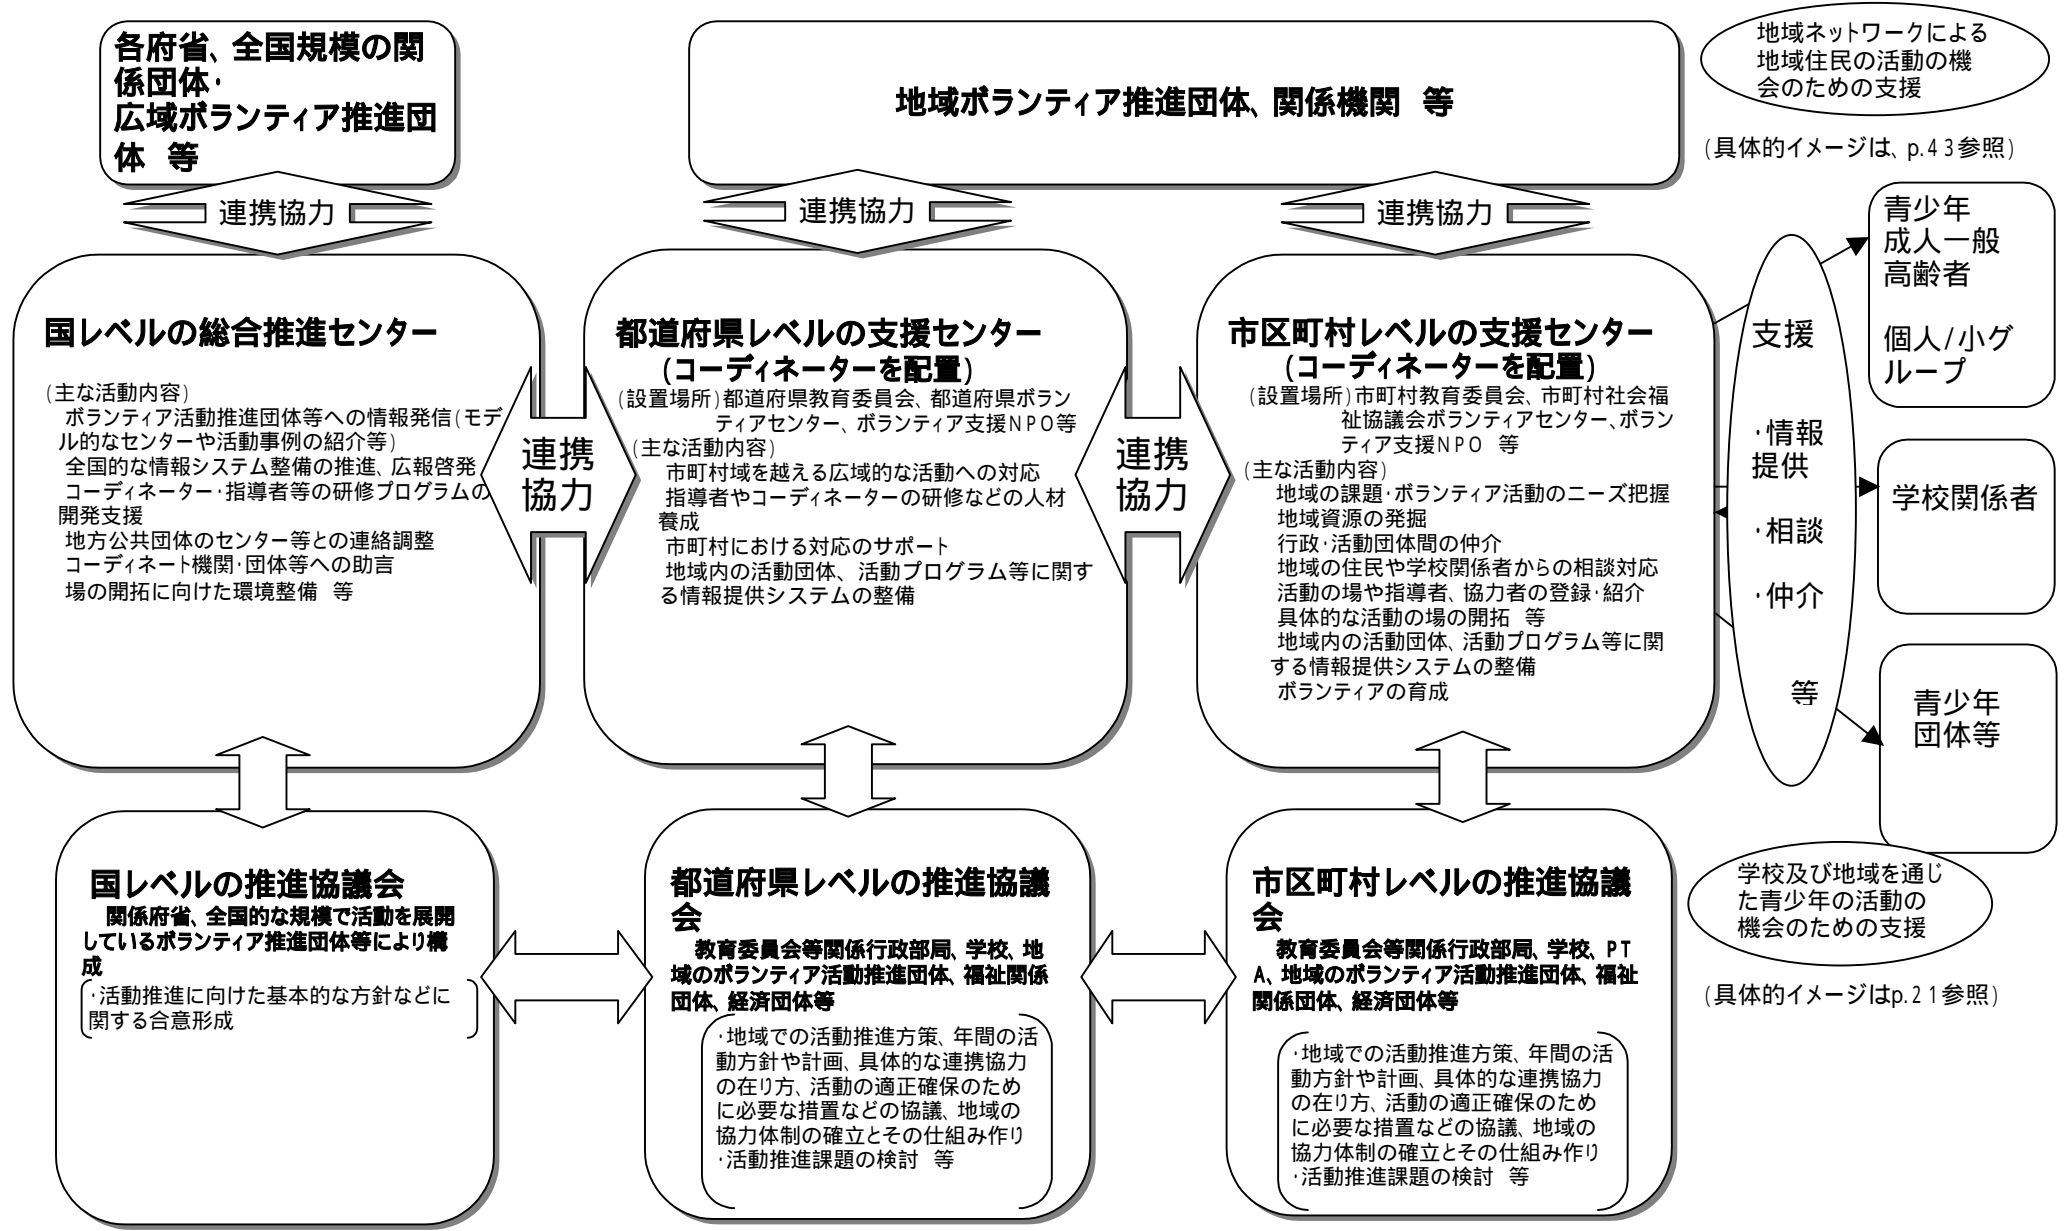 各府省、全国規模の関
係団体・
広域ボランティア推進団
体　等
地域ボランティア推進団体、関係機関　等
地域ネットワークによる
地域住民の活動の機
会のための支援
(具体的イメージは、p.43参照)
連携協力
連携協力
連携協力
国レベルの総合推進センター
(主な活動内容)
ボランティア活動推進団体等への情報発信(モデ
ル的なセンターや活動事例の紹介等)
全国的な情報システム整備の推進、広報啓発
コーディネーター・指導者等の研修プログラムの
開発支援
地方公共団体のセンター等との連絡調整
コーディネート機関・団体等への助言
場の開拓に向けた環境整備　等
連携
協力
都道府県レベルの支援センター
(コーディネーターを配置)
(設置場所)都道府県教育委員会、都道府県ボラン
ティアセンター、ボランティア支援NPO等
(主な活動内容)
市町村域を越える広域的な活動への対応
指導者やコーディネーターの研修などの人材
養成
市町村における対応のサポート
地域内の活動団体、活動プログラム等に関す
る情報提供システムの整備
連携
協力
市区町村レベルの支援センター
(コーディネーターを配置)
(設置場所)市町村教育委員会、市町村社会福
祉協議会ボランティアセンター、ボラン
ティア支援NPO　等
(主な活動内容)
地域の課題・ボランティア活動のニーズ把握
地域資源の発掘
行政・活動団体間の仲介
地域の住民や学校関係者からの相談対応
活動の場や指導者、協力者の登録・紹介
具体的な活動の場の開拓　等
地域内の活動団体、活動プログラム等に関
する情報提供システムの整備
ボランティアの育成
支援
・情報
提供
・相談
・仲介
等
青少年
成人一般
高齢者
個人/小グ
ループ
学校関係者
青少年
団体等
国レベルの推進協議会
関係府省、全国的な規模で活動を展開
しているボランティア推進団体等により構
成
・活動推進に向けた基本的な方針などに
関する合意形成
都道府県レベルの推進協議
会
教育委員会等関係行政部局、学校、地
域のボランティア活動推進団体、福祉関係
団体、経済団体等
・地域での活動推進方策、年間の活
動方針や計画、具体的な連携協力
の在り方、活動の適正確保のため
に必要な措置などの協議、地域の
協力体制の確立とその仕組み作り
・活動推進課題の検討　等
市区町村レベルの推進協議
会
教育委員会等関係行政部局、学校、PT
A、地域のボランティア活動推進団体、福祉
関係団体、経済団体等
・地域での活動推進方策、年間の活
動方針や計画、具体的な連携協力
の在り方、活動の適正確保のため
に必要な措置などの協議、地域の
協力体制の確立とその仕組み作り
・活動推進課題の検討　等
学校及び地域を通じ
た青少年の活動の
機会のための支援
(具体的イメージはp.21参照)